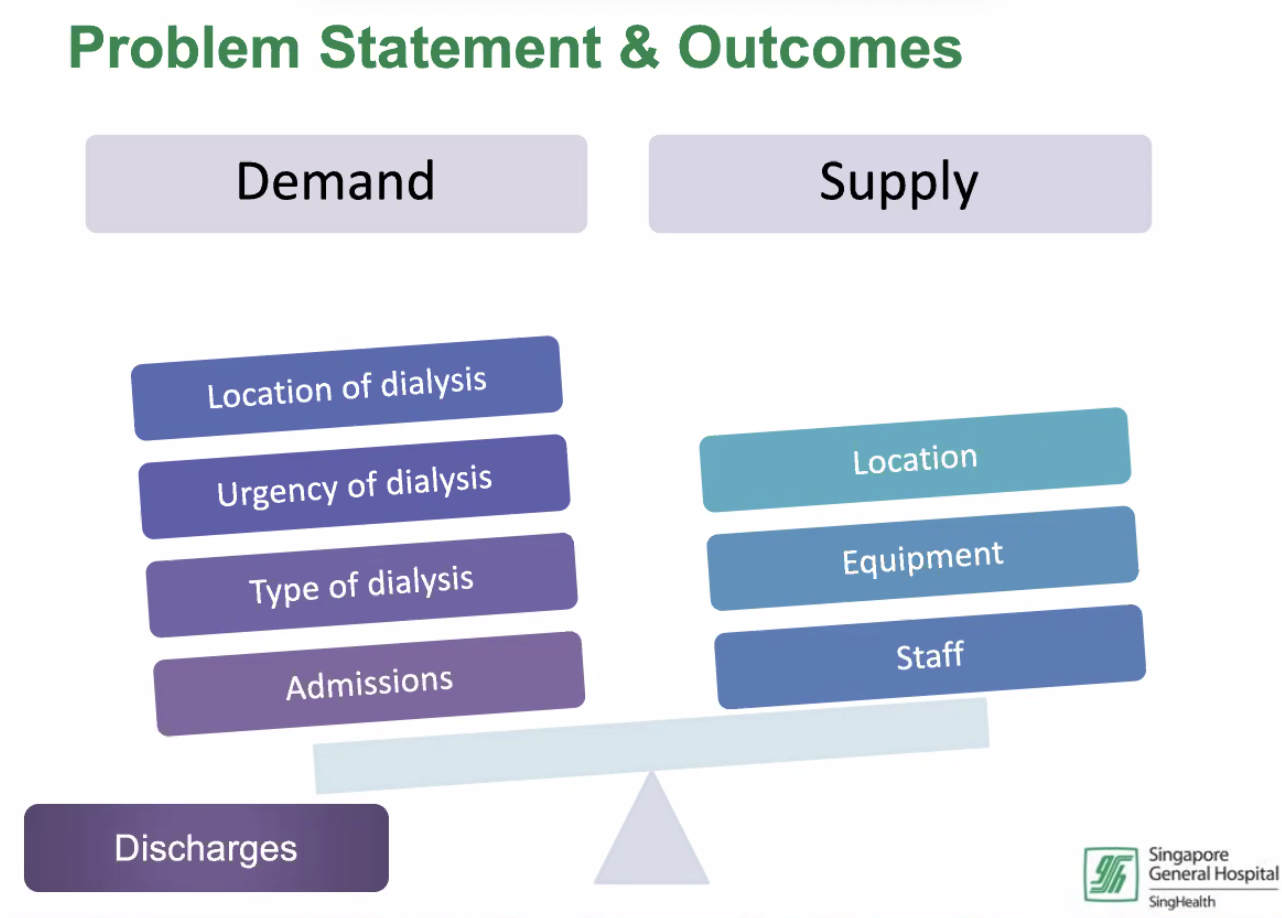 Problem Statement & Outcomes
Demand
Supply
Location of dialysis
Urgency of dialysis
Type of dialysis
Admissions
Location
Equipment
Staff
Discharges
Singapore
General Hospital
SingHealth